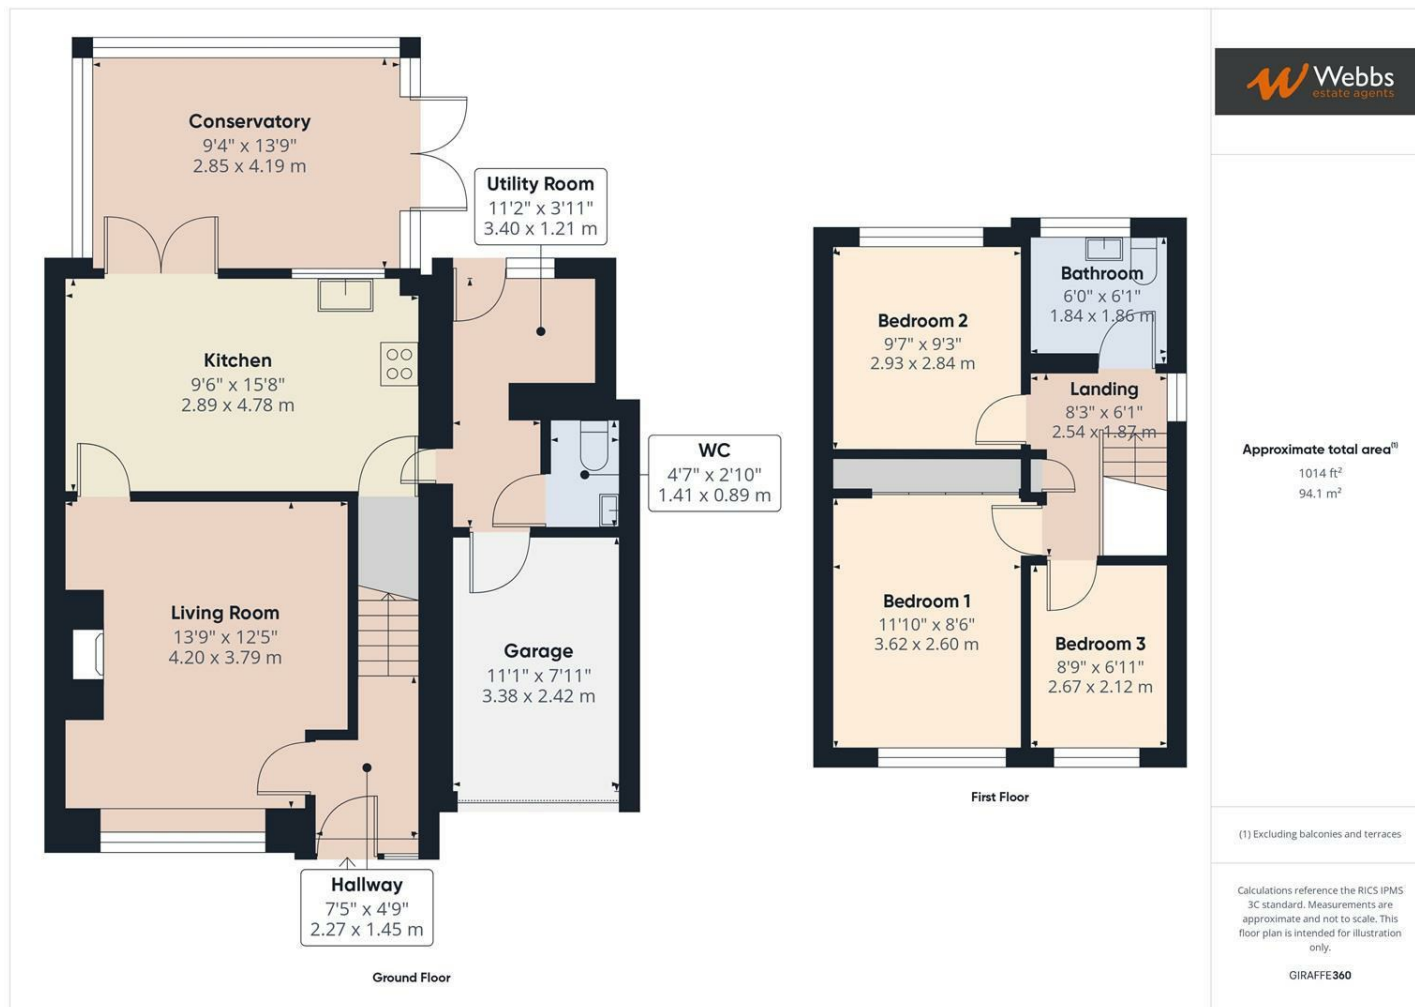 Conservatory
9'4" x 13'9"
2.85 x 4.19 m
Utility Room
11'2" x 3'11"
3.40 x 1.21 m
Kitchen
9'6" x 15'8"
2.89 x 4.78 m
WC
4'7" x 2'10"
1.41 x 0.89 m
Living Room
13'9" x 12'5"
4.20 x 3.79 m
Garage
11'1" x 7'11"
3.38 x 2.42 m
Hallway
7'5" x 4'9"
2.27 x 1.45 m
Ground Floor
Bathroom
6'0" x 6'1"
1.84 x 1.86 m
Bedroom 2
9'7" x 9'3"
2.93 x 2.84 m
Landing
8'3" x 6'1"
2.54 x 1.87 m
Bedroom 1
11'10" x 8'6"
3.62 x 2.60 m
Bedroom 3
8'9" x 6'11"
2.67 x 2.12 m
First Floor
Webbs
estate agents
Approximate total area⁽¹⁾
1014 ft²
94.1 m²
(1) Excluding balconies and terraces
Calculations reference the RICS IPMS
3C standard. Measurements are
approximate and not to scale. This
floor plan is intended for illustration
only.
GIRAFFE360